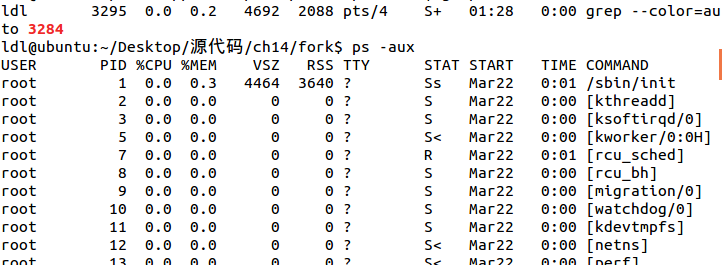 ldl       3295  0.0  0.2   4692  2088 pts/4    S+   01:28   0:00 grep --color=au
to 3284
ldl@ubuntu:~/Desktop/源代码/ch14/fork$ ps -aux
USER       PID %CPU %MEM    VSZ   RSS TTY      STAT START   TIME COMMAND
root         1  0.0  0.3   4464  3640 ?        Ss   Mar22   0:01 /sbin/init
root         2  0.0  0.0      0     0 ?        S    Mar22   0:00 [kthreadd]
root         3  0.0  0.0      0     0 ?        S    Mar22   0:00 [ksoftirqd/0]
root         5  0.0  0.0      0     0 ?        S<   Mar22   0:00 [kworker/0:0H]
root         7  0.0  0.0      0     0 ?        R    Mar22   0:01 [rcu_sched]
root         8  0.0  0.0      0     0 ?        S    Mar22   0:00 [rcu_bh]
root         9  0.0  0.0      0     0 ?        S    Mar22   0:00 [migration/0]
root        10  0.0  0.0      0     0 ?        S    Mar22   0:00 [watchdog/0]
root        11  0.0  0.0      0     0 ?        S    Mar22   0:00 [kdevtmpfs]
root        12  0.0  0.0      0     0 ?        S<   Mar22   0:00 [netns]
root        13  0.0  0.0      0     0 ?        S<   Mar22   0:00 [perf]